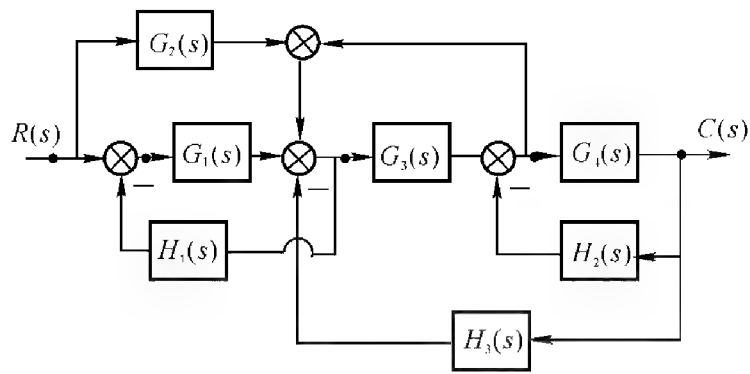 G₂(s)
R(s)
G₁(s)
G₃(s)
G₄(s)
C(s)
−
−
−
H₁(s)
H₂(s)
H₃(s)